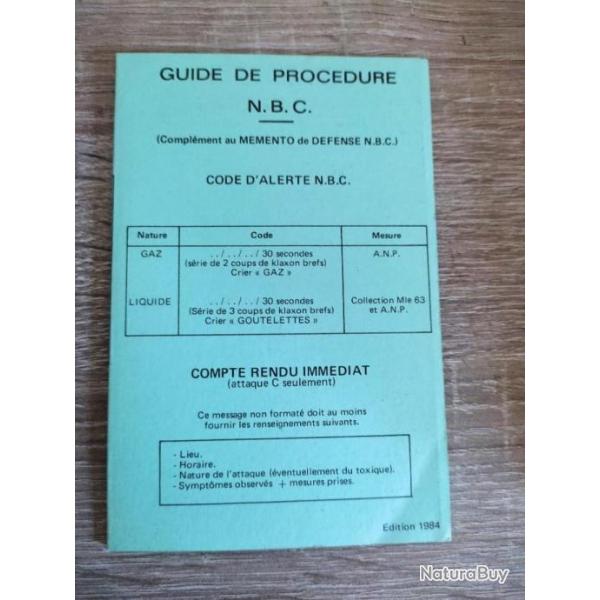 GUIDE DE PROCEDURE
N.B.C.
(Complément au MEMENTO de DEFENSE N.B.C.)
CODE D'ALERTE N.B.C.
Nature Code Mesure
GAZ . ./. ./. ./ 30 secondes A.N.P.
(série de 2 coups de klaxon brefs)
Crier « GAZ »
LIQUIDE . ./. ./. ./ 30 secondes Collection Mle 63
(Série de 3 coups de klaxon brefs) et A.N.P.
Crier « GOUTELETTES »
COMPTE RENDU IMMEDIAT
(attaque C seulement)
Ce message non formaté doit au moins
fournir les renseignements suivants.
- Lieu.
- Horaire.
- Nature de l'attaque (éventuellement du toxique).
- Symptômes observés + mesures prises.
Edition 1984
NaturaBuy